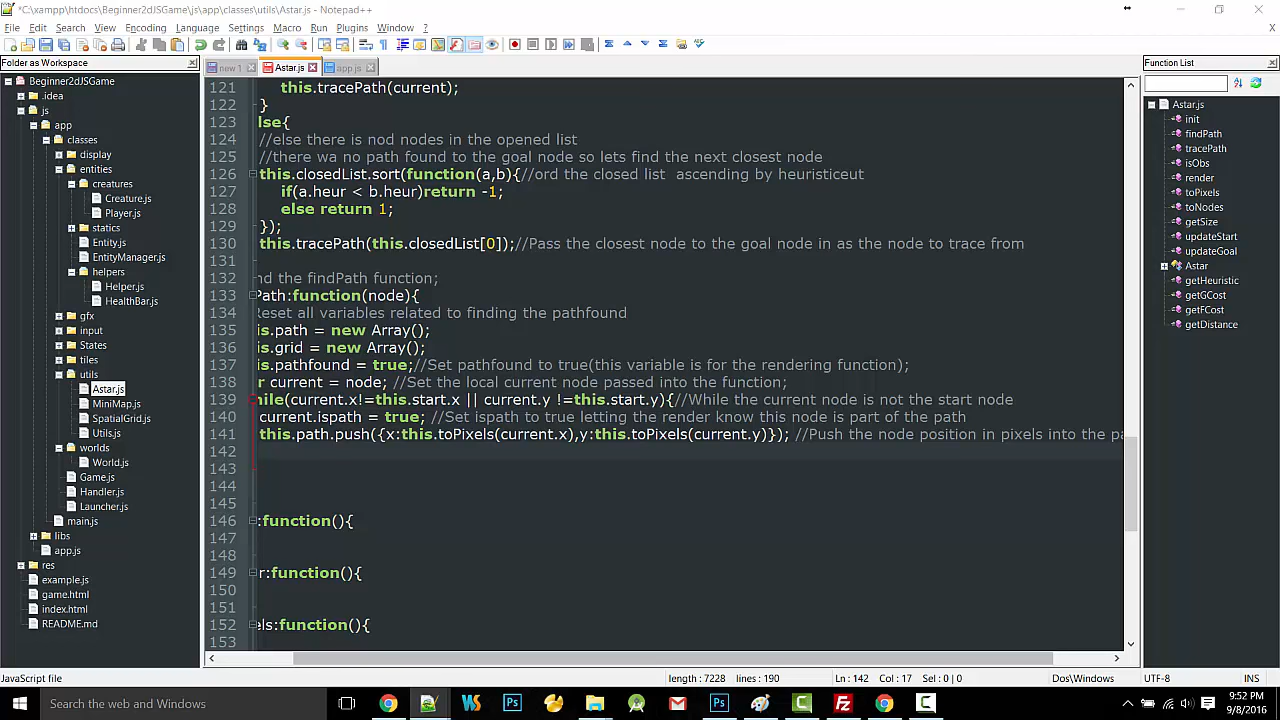 *C:\xampp\htdocs\Beginner2dJSGame\js\app\classes\utils\Astar.js - Notepad++
File Edit Search View Encoding Language Settings Macro Run Plugins Window ? X
Folder as Workspace
new 1 Astar.js app.js
Function List
Beginner2dJSGame
.idea
js
app
classes
display
entities
creatures
Creature.js
Player.js
statics
Entity.js
EntityManager.js
helpers
Helper.js
HealthBar.js
gfx
input
States
tiles
utils
Astar.js
MiniMap.js
SpatialGrid.js
Utils.js
worlds
World.js
Game.js
Handler.js
Launcher.js
main.js
libs
app.js
res
example.js
game.html
index.html
README.md
121 this.tracePath(current);
122 }
123 lse{
124 //else there is nod nodes in the opened list
125 //there wa no path found to the goal node so lets find the next closest node
126 this.closedList.sort(function(a,b){//ord the closed list  ascending by heuristiceut
127 if(a.heur < b.heur)return -1;
128 else return 1;
129 });
130 this.tracePath(this.closedList[0]);//Pass the closest node to the goal node in as the node to trace from
131
132 nd the findPath function;
133 Path:function(node){
134 Reset all variables related to finding the pathfound
135 is.path = new Array();
136 is.grid = new Array();
137 is.pathfound = true;//Set pathfound to true(this variable is for the rendering function);
138 r current = node; //Set the local current node passed into the function;
139 hile(current.x!=this.start.x || current.y !=this.start.y){//While the current node is not the start node
140 current.ispath = true; //Set ispath to true letting the render know this node is part of the path
141 this.path.push({x:this.toPixels(current.x),y:this.toPixels(current.y)}); //Push the node position in pixels into the pa
142
143
144
145
146 :function(){
147
148
149 r:function(){
150
151
152 els:function(){
153
Astar.js
init
findPath
tracePath
isObs
render
toPixels
toNodes
getSize
updateStart
updateGoal
Astar
getHeuristic
getGCost
getFCost
getDistance
JavaScript file length : 7228 lines : 190 Ln : 142 Col : 17 Sel : 0 | 0 Dos\Windows UTF-8 INS
Search the web and Windows
9:52 PM
9/8/2016